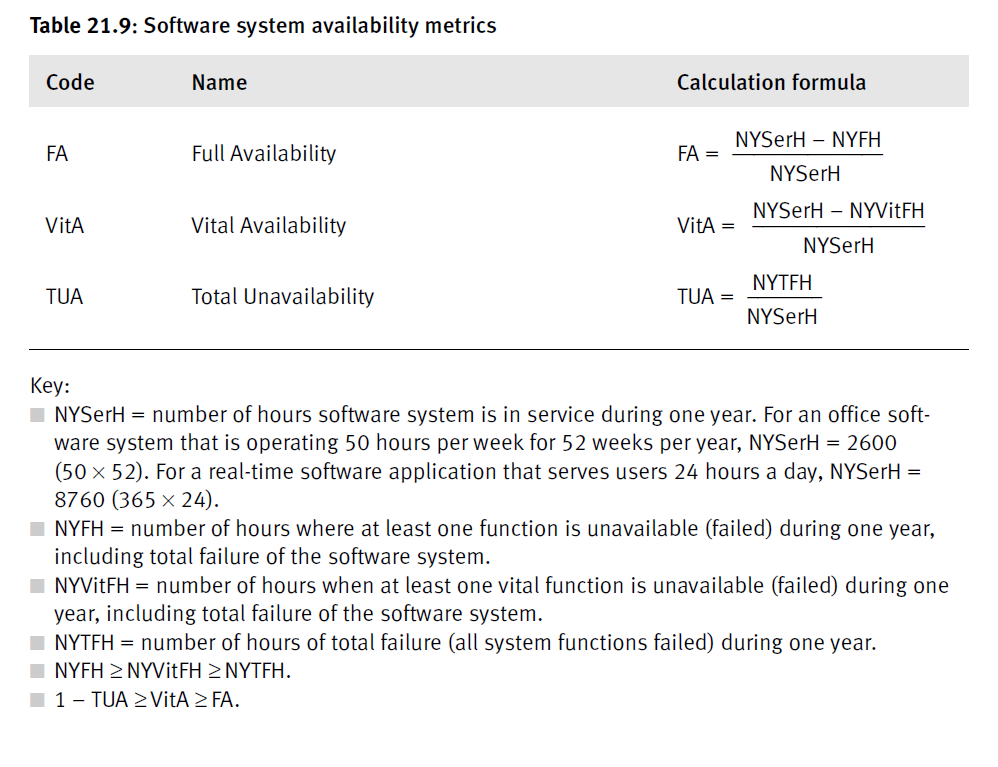 Table 21.9: Software system availability metrics
Code Name Calculation formula
FA Full Availability FA = NYSerH – NYFH / NYSerH
VitA Vital Availability VitA = NYSerH – NYVitFH / NYSerH
TUA Total Unavailability TUA = NYTFH / NYSerH
Key:
■ NYSerH = number of hours software system is in service during one year. For an office soft-
ware system that is operating 50 hours per week for 52 weeks per year, NYSerH = 2600
(50 × 52). For a real-time software application that serves users 24 hours a day, NYSerH =
8760 (365 × 24).
■ NYFH = number of hours where at least one function is unavailable (failed) during one year,
including total failure of the software system.
■ NYVitFH = number of hours when at least one vital function is unavailable (failed) during one
year, including total failure of the software system.
■ NYTFH = number of hours of total failure (all system functions failed) during one year.
■ NYFH ≥ NYVitFH ≥ NYTFH.
■ 1 – TUA ≥ VitA ≥ FA.